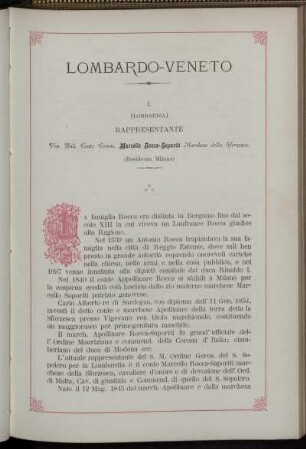 LOMBARDO-VENETO
I.
(LOMBARDIA)
RAPPRESENTANTE
Conte Marcello Rocca-Saporiti Marchese della Sforzesca.
(Residenza Milano)
La famiglia Rocca era distinta in Bergamo fino dal se-
colo XIII in cui viveva un Lanfranco Rocca giudice
alla Ragione.
Nel 1539 un Antonio Rocca trapiantava la sua fa-
miglia nella città di Reggio Estense, dove salì ben
presto in grande autorità coprendo onorevoli cariche
nella chiesa, nelle armi e nella cosa pubblica, e nel
1697 venne innalzata alla dignità comitale dal duca Rinaldo I.
Nel 1840 il conte Apollinare Rocca si stabilì a Milano per
la cospicua eredità colà lasciata dallo zio materno marchese Mar-
cello Saporiti patrizio genovese.
Carlo Alberto re di Sardegna, con diploma dell'11 Gen. 1851,
investì il detto conte e marchese Apollinare della terra della
Sforzesca presso Vigevano con titolo marchionale, costituendo
un maggiorasco per primogenitura maschile.
Il march. Apollinare Rocca-Saporiti fu grand'ufficiale del-
l'Ordine Mauriziano e commend. della Corona d'Italia: ciam-
berlano del duca di Modena ecc.
L'attuale rappresentante del S. M. Ordine Geros. del S. Se-
polcro per la Lombardia è il conte Marcello Rocca-Saporiti mar-
chese della Sforzesca, cavaliere d'onore e di devozione dell'Ord.
di Malta, Cav. di giustizia e Commend. di quello del S. Sepolcro.
Nato il 12 Mag. 1845 dal march. Apollinare e dalla marchesa